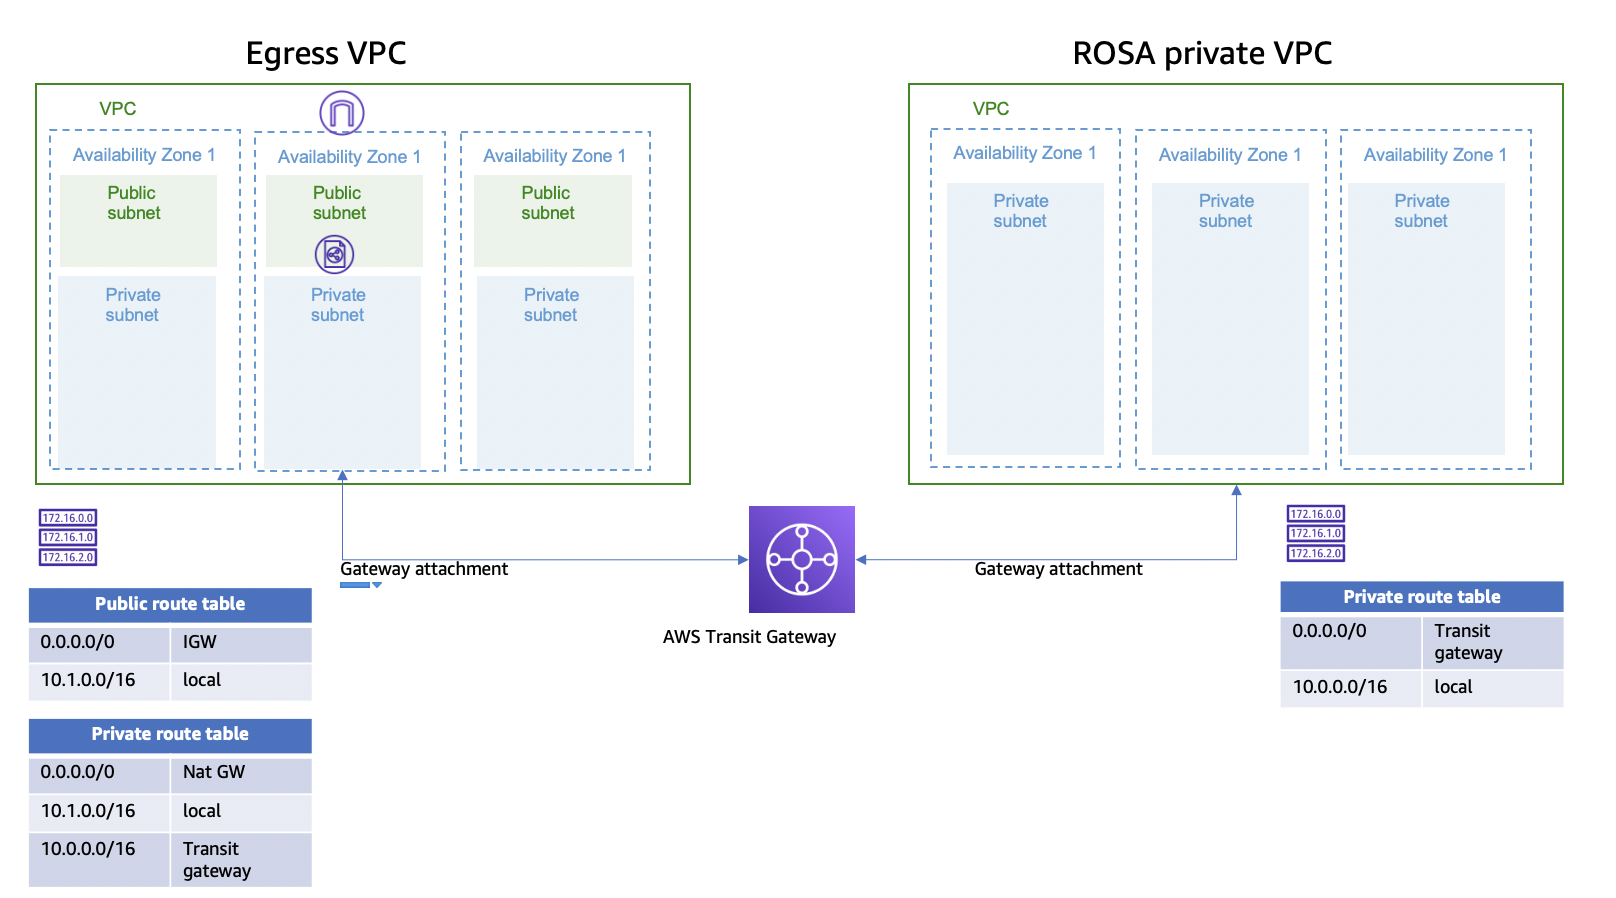 Egress VPC
ROSA private VPC
VPC
Availability Zone 1
Availability Zone 1
Availability Zone 1
Public
subnet
Public
subnet
Public
subnet
Private
subnet
Private
subnet
Private
subnet
VPC
Availability Zone 1
Availability Zone 1
Availability Zone 1
Private
subnet
Private
subnet
Private
subnet
172.16.0.0
172.16.1.0
172.16.2.0
Gateway attachment
AWS Transit Gateway
Gateway attachment
172.16.0.0
172.16.1.0
172.16.2.0
Public route table
0.0.0.0/0 IGW
10.1.0.0/16 local
Private route table
0.0.0.0/0 Nat GW
10.1.0.0/16 local
10.0.0.0/16 Transit
gateway
Private route table
0.0.0.0/0 Transit
gateway
10.0.0.0/16 local